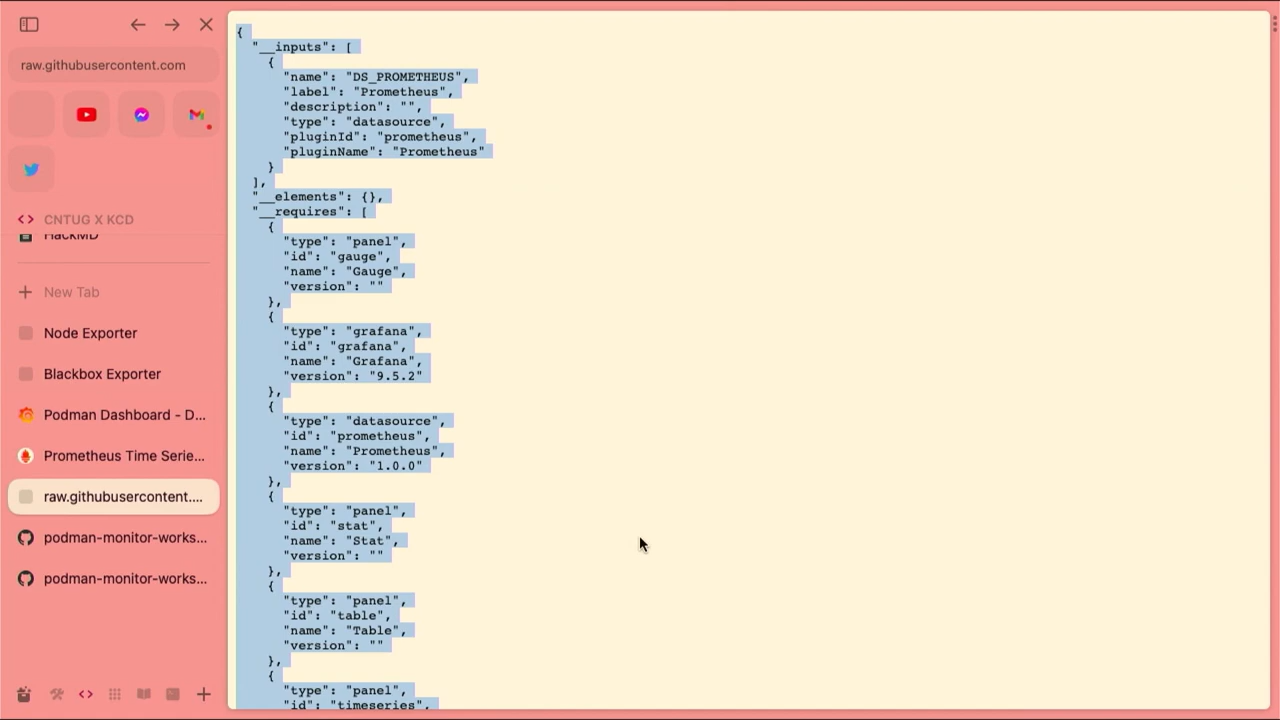 raw.githubusercontent.com
CNTUG X KCD
HackMD
New Tab
Node Exporter
Blackbox Exporter
Podman Dashboard - D...
Prometheus Time Serie...
raw.githubusercontent....
podman-monitor-works...
podman-monitor-works...
{
  "__inputs": [
    {
      "name": "DS_PROMETHEUS",
      "label": "Prometheus",
      "description": "",
      "type": "datasource",
      "pluginId": "prometheus",
      "pluginName": "Prometheus"
    }
  ],
  "__elements": {},
  "__requires": [
    {
      "type": "panel",
      "id": "gauge",
      "name": "Gauge",
      "version": ""
    },
    {
      "type": "grafana",
      "id": "grafana",
      "name": "Grafana",
      "version": "9.5.2"
    },
    {
      "type": "datasource",
      "id": "prometheus",
      "name": "Prometheus",
      "version": "1.0.0"
    },
    {
      "type": "panel",
      "id": "stat",
      "name": "Stat",
      "version": ""
    },
    {
      "type": "panel",
      "id": "table",
      "name": "Table",
      "version": ""
    },
    {
      "type": "panel",
      "id": "timeseries",